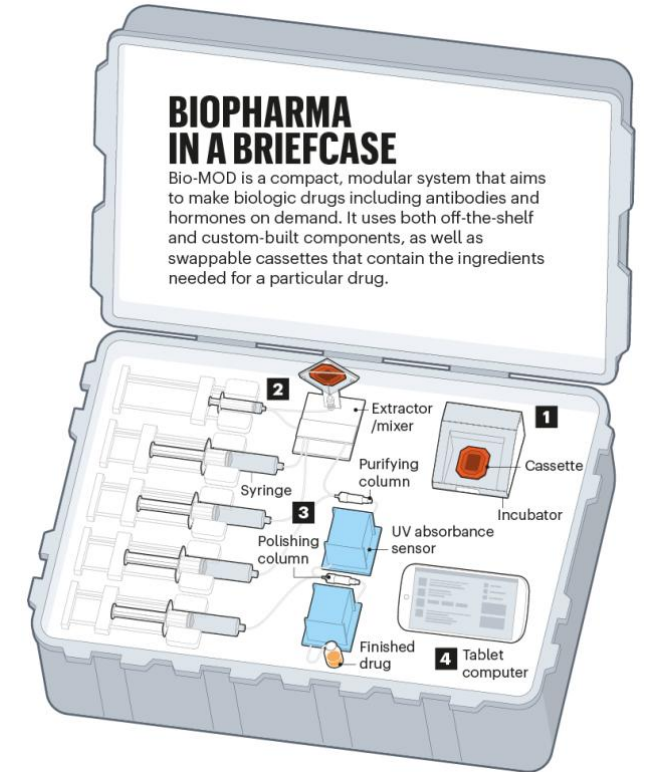 BIOPHARMA
IN A BRIEFCASE
Bio-MOD is a compact, modular system that aims
to make biologic drugs including antibodies and
hormones on demand. It uses both off-the-shelf
and custom-built components, as well as
swappable cassettes that contain the ingredients
needed for a particular drug.
2
Extractor
/mixer
1
Cassette
Incubator
Purifying
column
Syringe
3
UV absorbance
sensor
Polishing
column
Finished
drug
4
Tablet
computer